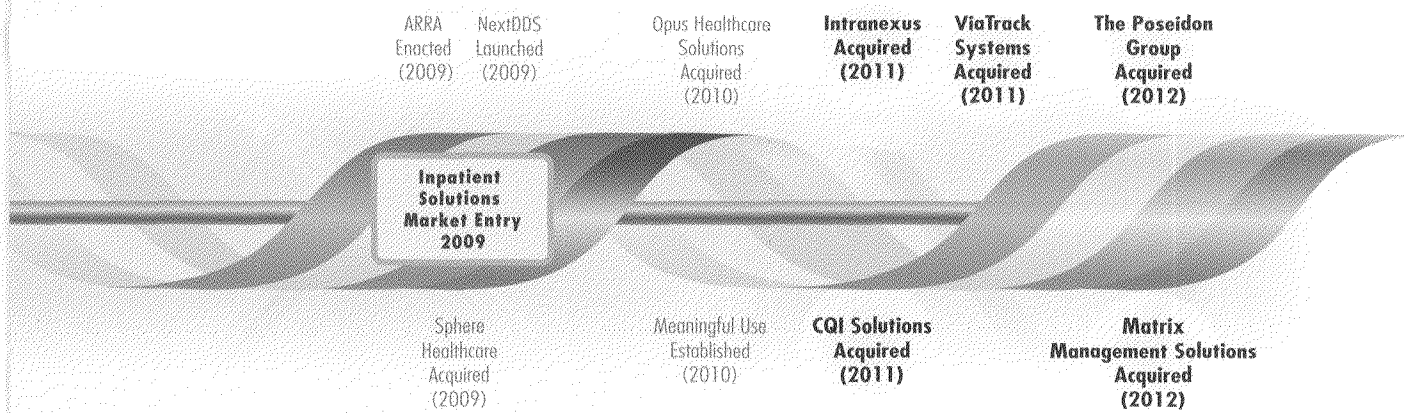 ARRA
Enacted
(2009)
NextDDS
Launched
(2009)
Opus Healthcare
Solutions
Acquired
(2010)
Intranexus
Acquired
(2011)
ViaTrack
Systems
Acquired
(2011)
The Poseidon
Group
Acquired
(2012)
Inpatient
Solutions
Market Entry
2009
Sphere
Healthcare
Acquired
(2009)
Meaningful Use
Established
(2010)
CQI Solutions
Acquired
(2011)
Matrix
Management Solutions
Acquired
(2012)